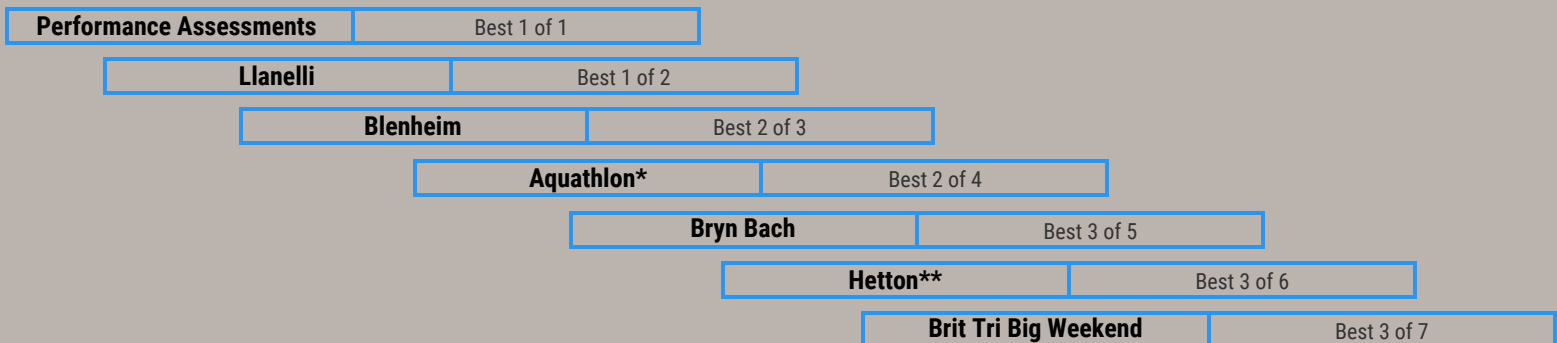 Performance Assessments Best 1 of 1
Llanelli Best 1 of 2
Blenheim Best 2 of 3
Aquathlon* Best 2 of 4
Bryn Bach Best 3 of 5
Hetton** Best 3 of 6
Brit Tri Big Weekend Best 3 of 7